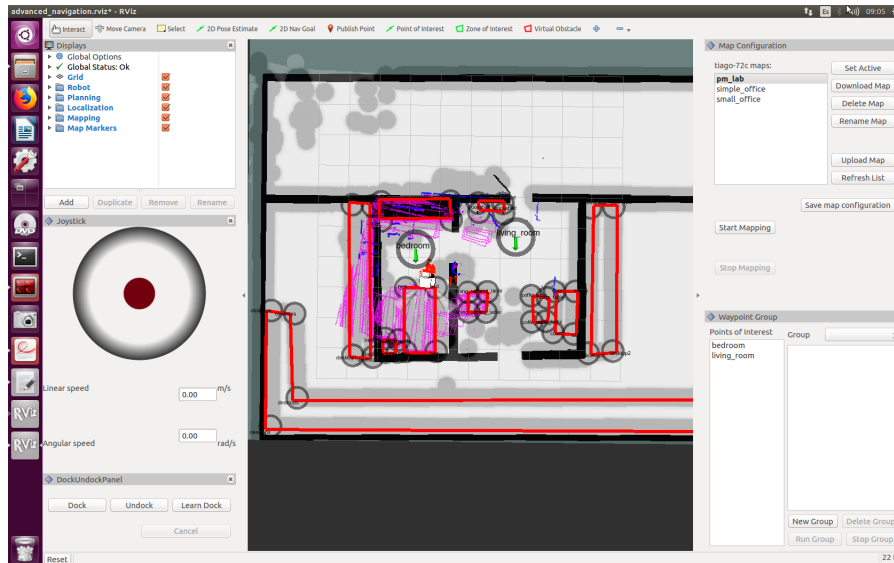 advanced_navigation.rviz* - RViz
Es
09:05
Interact
Move Camera
Select
2D Pose Estimate
2D Nav Goal
Publish Point
Point of Interest
Zone of Interest
Virtual Obstacle
Displays
Global Options
Global Status: Ok
Grid
Robot
Planning
Localization
Mapping
Map Markers
Add
Duplicate
Remove
Rename
Joystick
Linear speed
0.00
m/s
Angular speed
0.00
rad/s
DockUndockPanel
Dock
Undock
Learn Dock
Cancel
Reset
bedroom
living_room
Map Configuration
tiago-72c maps:
pm_lab
simple_office
small_office
Set Active
Download Map
Delete Map
Rename Map
Upload Map
Refresh List
Save map configuration
Start Mapping
Stop Mapping
Waypoint Group
Points of Interest
bedroom
living_room
Group
New Group
Delete Group
Run Group
Stop Group
22